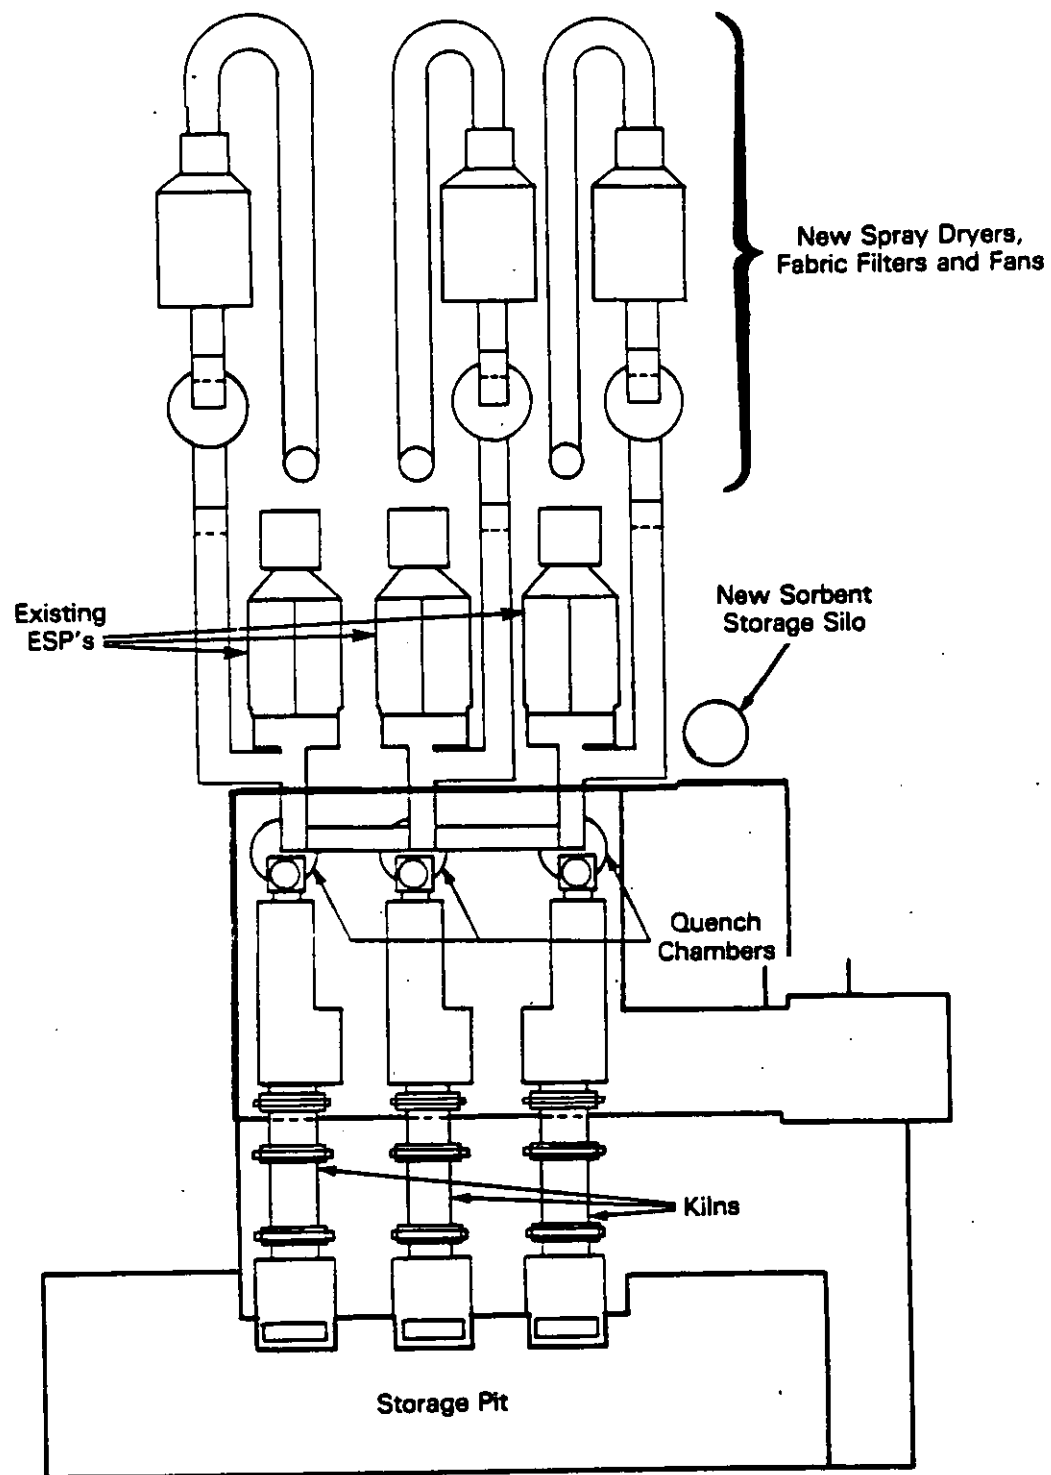 New Spray Dryers,
Fabric Filters and Fans
Existing
ESP's
New Sorbent
Storage Silo
Quench
Chambers
Kilns
Storage Pit